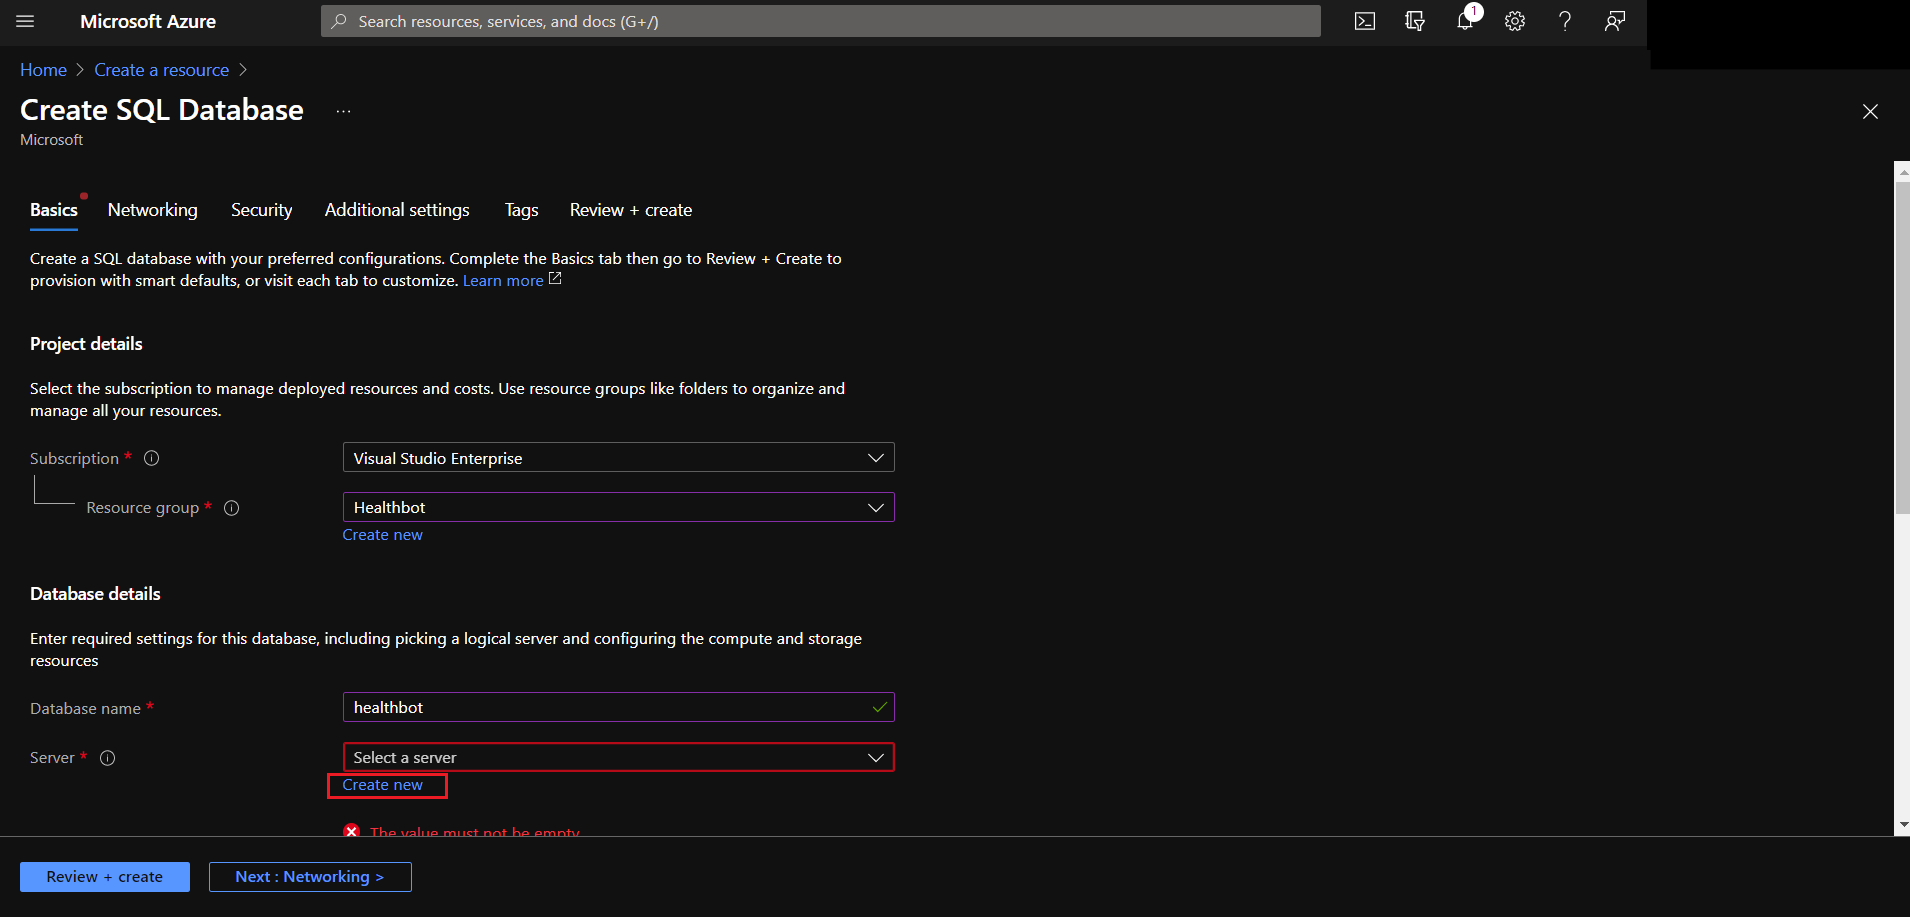 Microsoft Azure
Search resources, services, and docs (G+/)
1
Home > Create a resource >
Create SQL Database ...
Microsoft
Basics Networking Security Additional settings Tags Review + create
Create a SQL database with your preferred configurations. Complete the Basics tab then go to Review + Create to
provision with smart defaults, or visit each tab to customize. Learn more
Project details
Select the subscription to manage deployed resources and costs. Use resource groups like folders to organize and
manage all your resources.
Subscription * Visual Studio Enterprise
Resource group * Healthbot
Create new
Database details
Enter required settings for this database, including picking a logical server and configuring the compute and storage
resources
Database name * healthbot
Server * Select a server
Create new
The value must not be empty.
Review + create Next : Networking >